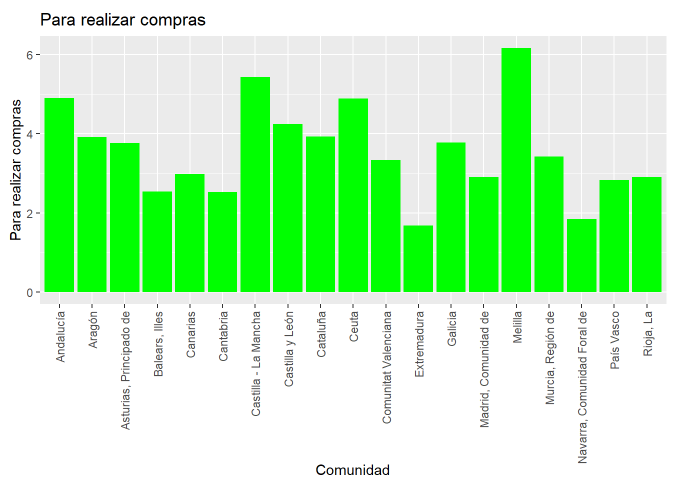 Para realizar compras
Para realizar compras
6
4
2
0
Andalucía
Aragón
Asturias, Principado de
Balears, Illes
Canarias
Cantabria
Castilla - La Mancha
Castilla y León
Cataluña
Ceuta
Comunitat Valenciana
Extremadura
Galicia
Madrid, Comunidad de
Melilla
Murcia, Región de
Navarra, Comunidad Foral de
País Vasco
Rioja, La
Comunidad